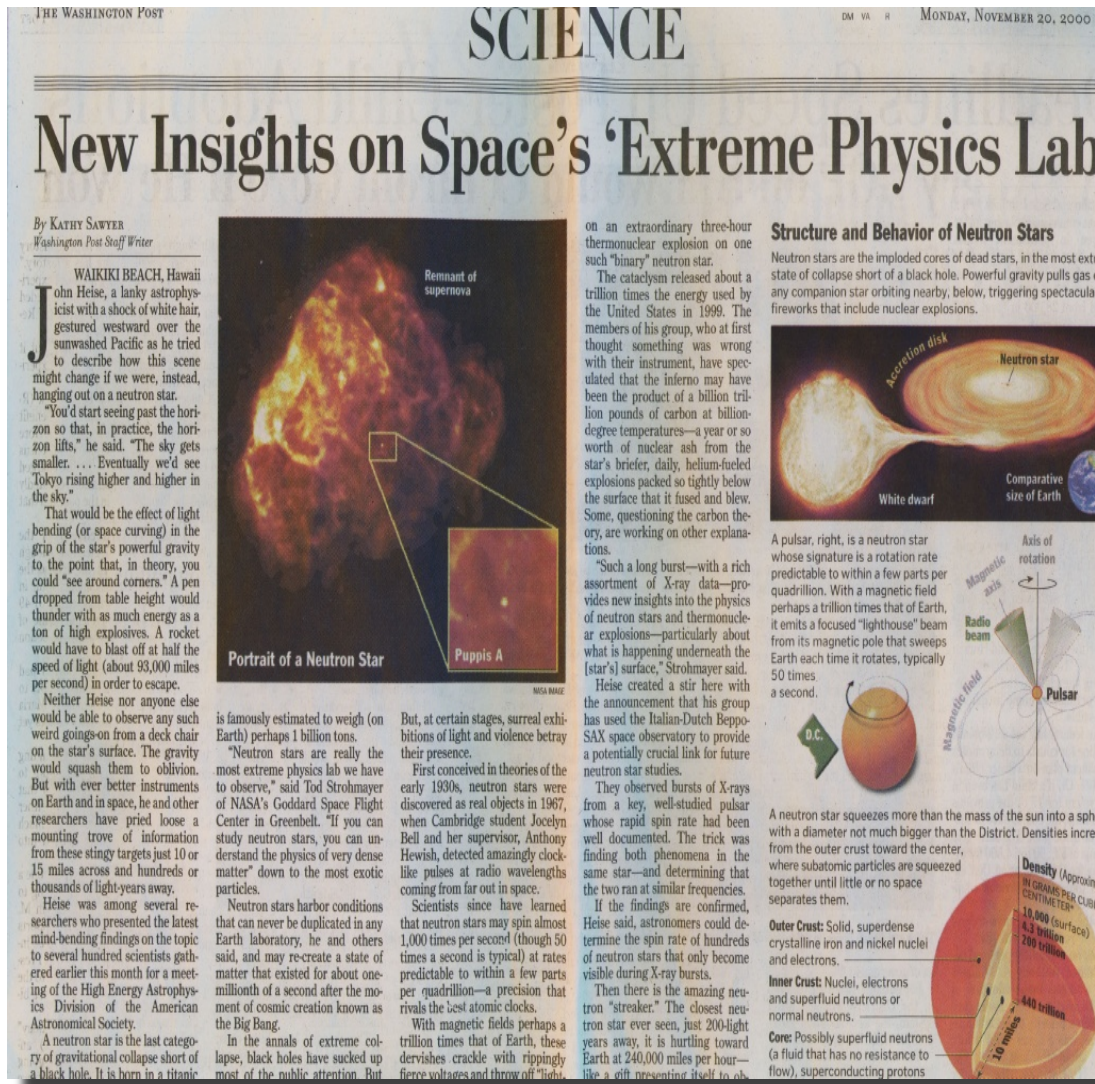 THE WASHINGTON POST
SCIENCE
DM VA
MONDAY, NOVEMBER 20, 2000
New Insights on Space's 'Extreme Physics Lab
By KATHY SAWYER
Washington Post Staff Writer
WAIKIKI BEACH, Hawaii
John Heise, a lanky astrophys-
icist with a shock of white hair,
gestured westward over the
sunwashed Pacific as he tried
to describe how this scene
might change if we were, instead,
hanging out on a neutron star.
"You'd start seeing past the hori-
zon so that, in practice, the hori-
zon lifts," he said. "The sky gets
smaller. . . . Eventually we'd see
Tokyo rising higher and higher in
the sky."
That would be the effect of light
bending (or space curving) in the
grip of the star's powerful gravity
to the point that, in theory, you
could "see around corners." A pen
dropped from table height would
thunder with as much energy as a
ton of high explosives. A rocket
would have to blast off at half the
speed of light (about 93,000 miles
per second) in order to escape.
Neither Heise nor anyone else
would be able to observe any such
weird goings-on from a deck chair
on the star's surface. The gravity
would squash them to oblivion.
But with ever better instruments
on Earth and in space, he and other
researchers have pried loose a
mounting trove of information
from these stingy targets just 10 or
15 miles across and hundreds or
thousands of light-years away.
Heise was among several re-
searchers who presented the latest
mind-bending findings on the topic
to several hundred scientists gath-
ered earlier this month for a meet-
ing of the High Energy Astrophys-
ics Division of the American
Astronomical Society.
A neutron star is the last catego-
ry of gravitational collapse short of
a black hole. It is born in a titanic
Remnant of
supernova
Puppis A
Portrait of a Neutron Star
NASA IMAGE
is famously estimated to weigh (on
Earth) perhaps 1 billion tons.
"Neutron stars are really the
most extreme physics lab we have
to observe," said Tod Strohmayer
of NASA's Goddard Space Flight
Center in Greenbelt. "If you can
study neutron stars, you can un-
derstand the physics of very dense
matter" down to the most exotic
particles.
Neutron stars harbor conditions
that can never be duplicated in any
Earth laboratory, he and others
said, and may re-create a state of
matter that existed for about one-
millionth of a second after the mo-
ment of cosmic creation known as
the Big Bang.
In the annals of extreme col-
lapse, black holes have sucked up
most of the public attention. But
But, at certain stages, surreal exhi-
bitions of light and violence betray
their presence.
First conceived in theories of the
early 1930s, neutron stars were
discovered as real objects in 1967,
when Cambridge student Jocelyn
Bell and her supervisor, Anthony
Hewish, detected amazingly clock-
like pulses at radio wavelengths
coming from far out in space.
Scientists since have learned
that neutron stars may spin almost
1,000 times per second (though 50
times a second is typical) at rates
predictable to within a few parts
per quadrillion—a precision that
rivals the best atomic clocks.
With magnetic fields perhaps a
trillion times that of Earth, these
dervishes crackle with rippingly
fierce voltages and throw off "light-
on an extraordinary three-hour
thermonuclear explosion on one
such "binary" neutron star.
The cataclysm released about a
trillion times the energy used by
the United States in 1999. The
members of his group, who at first
thought something was wrong
with their instrument, have spec-
ulated that the inferno may have
been the product of a billion tril-
lion pounds of carbon at billion-
degree temperatures—a year or so
worth of nuclear ash from the
star's briefer, daily, helium-fueled
explosions packed so tightly below
the surface that it fused and blew.
Some, questioning the carbon the-
ory, are working on other explana-
tions.
"Such a long burst—with a rich
assortment of X-ray data—pro-
vides new insights into the physics
of neutron stars and thermonucle-
ar explosions—particularly about
what is happening underneath the
[star's] surface," Strohmayer said.
Heise created a stir here with
the announcement that his group
has used the Italian-Dutch Beppo-
SAX space observatory to provide
a potentially crucial link for future
neutron star studies.
They observed bursts of X-rays
from a key, well-studied pulsar
whose rapid spin rate had been
well documented. The trick was
finding both phenomena in the
same star—and determining that
the two ran at similar frequencies.
If the findings are confirmed,
Heise said, astronomers could de-
termine the spin rate of hundreds
of neutron stars that only become
visible during X-ray bursts.
Then there is the amazing neu-
tron "streaker." The closest neu-
tron star ever seen, just 200-light
years away, it is hurtling toward
Earth at 240,000 miles per hour—
like a gift presenting itself to ob-
Structure and Behavior of Neutron Stars
Neutron stars are the imploded cores of dead stars, in the most ext
state of collapse short of a black hole. Powerful gravity pulls gas
any companion star orbiting nearby, below, triggering spectacula
fireworks that include nuclear explosions.
Accretion disk
Neutron star
White dwarf
Comparative
size of Earth
A pulsar, right, is a neutron star
whose signature is a rotation rate
predictable to within a few parts per
quadrillion. With a magnetic field
perhaps a trillion times that of Earth,
it emits a focused "lighthouse" beam
from its magnetic pole that sweeps
Earth each time it rotates, typically
50 times
a second.
D.C.
Axis of
rotation
Magnetic
axis
Radio
beam
Pulsar
Magnetic field
A neutron star squeezes more than the mass of the sun into a sph
with a diameter not much bigger than the District. Densities incre
from the outer crust toward the center,
where subatomic particles are squeezed
together until little or no space
separates them.
Outer Crust: Solid, superdense
crystalline iron and nickel nuclei
and electrons.
Inner Crust: Nuclei, electrons
and superfluid neutrons or
normal neutrons.
Core: Possibly superfluid neutrons
(a fluid that has no resistance to
flow), superconducting protons
Density (Approxin
IN GRAMS PER CUBI
CENTIMETER*
10,000 (surface)
4.3 trillion
200 trillion
440 trillion
10 miles